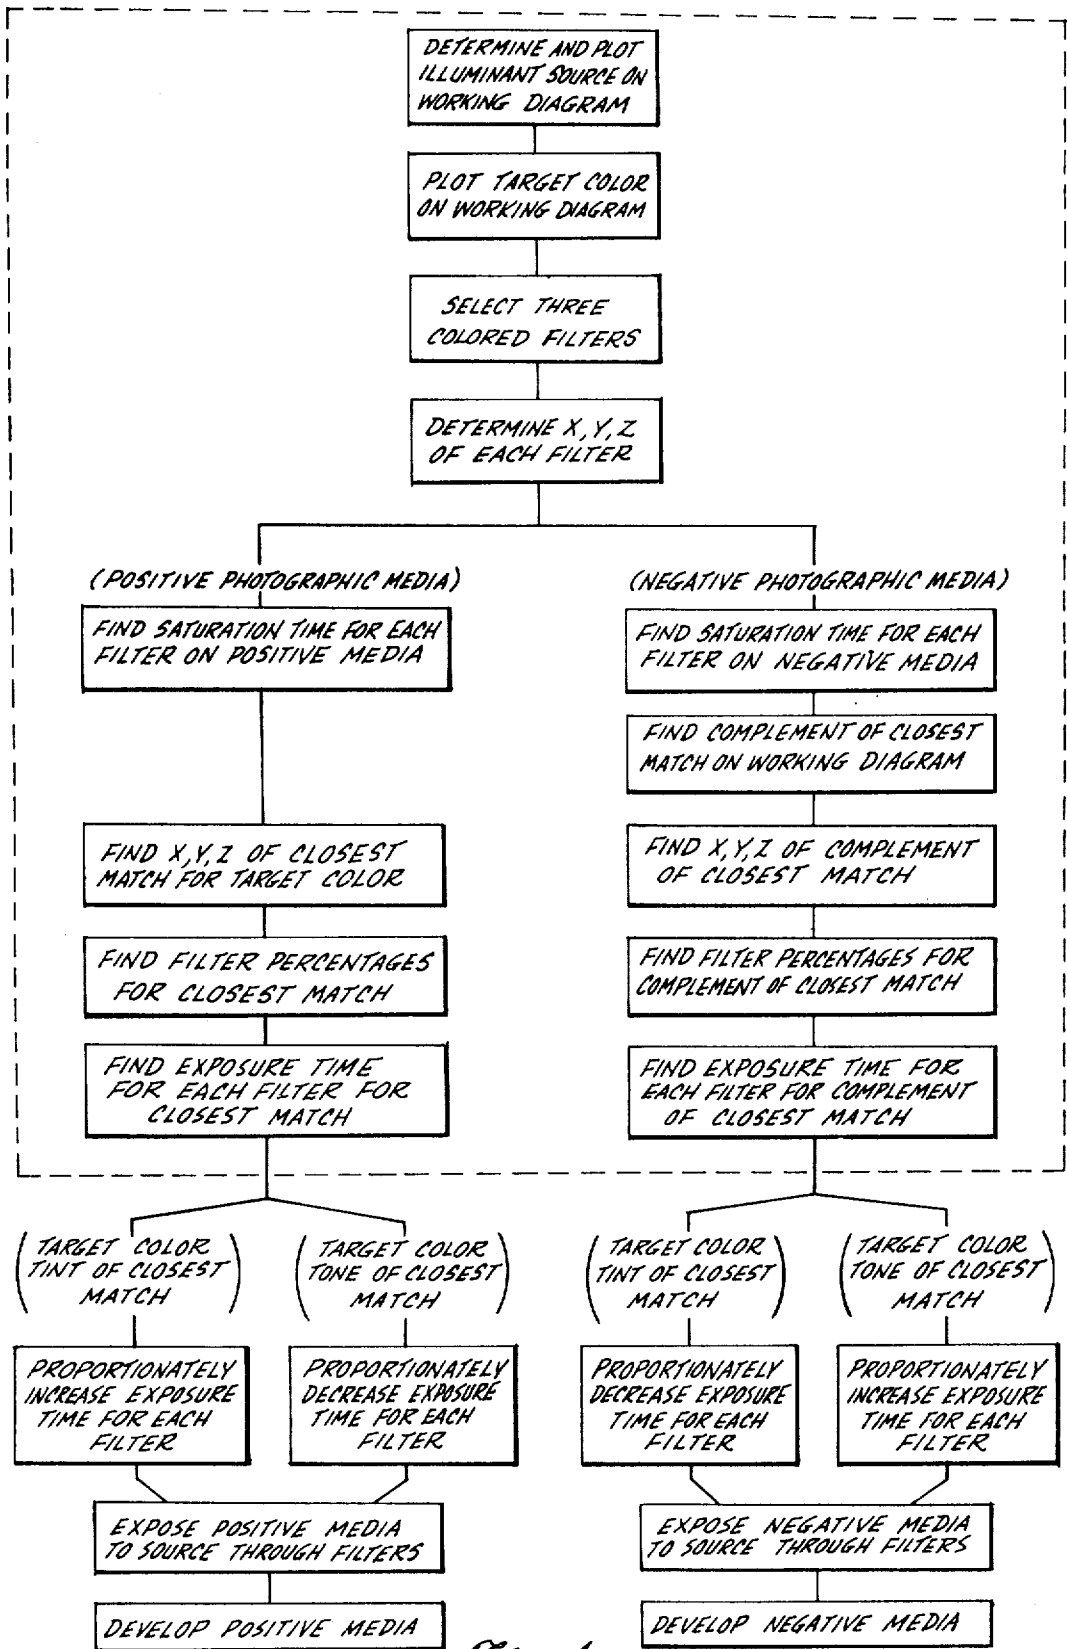 DETERMINE AND PLOT
ILLUMINANT SOURCE ON
WORKING DIAGRAM
PLOT TARGET COLOR
ON WORKING DIAGRAM
SELECT THREE
COLORED FILTERS
DETERMINE X, Y, Z
OF EACH FILTER
(POSITIVE PHOTOGRAPHIC MEDIA)
FIND SATURATION TIME FOR EACH
FILTER ON POSITIVE MEDIA
FIND X, Y, Z OF CLOSEST
MATCH FOR TARGET COLOR
FIND FILTER PERCENTAGES
FOR CLOSEST MATCH
FIND EXPOSURE TIME
FOR EACH FILTER FOR
CLOSEST MATCH
(TARGET COLOR
TINT OF CLOSEST
MATCH)
PROPORTIONATELY
INCREASE EXPOSURE
TIME FOR EACH
FILTER
(TARGET COLOR
TONE OF CLOSEST
MATCH)
PROPORTIONATELY
DECREASE EXPOSURE
TIME FOR EACH
FILTER
EXPOSE POSITIVE MEDIA
TO SOURCE THROUGH FILTERS
DEVELOP POSITIVE MEDIA
(NEGATIVE PHOTOGRAPHIC MEDIA)
FIND SATURATION TIME FOR EACH
FILTER ON NEGATIVE MEDIA
FIND COMPLEMENT OF CLOSEST
MATCH ON WORKING DIAGRAM
FIND X, Y, Z OF COMPLEMENT
OF CLOSEST MATCH
FIND FILTER PERCENTAGES FOR
COMPLEMENT OF CLOSEST MATCH
FIND EXPOSURE TIME FOR
EACH FILTER FOR COMPLEMENT
OF CLOSEST MATCH
(TARGET COLOR
TINT OF CLOSEST
MATCH)
PROPORTIONATELY
DECREASE EXPOSURE
TIME FOR EACH
FILTER
(TARGET COLOR
TONE OF CLOSEST
MATCH)
PROPORTIONATELY
INCREASE EXPOSURE
TIME FOR EACH
FILTER
EXPOSE NEGATIVE MEDIA
TO SOURCE THROUGH FILTERS
DEVELOP NEGATIVE MEDIA